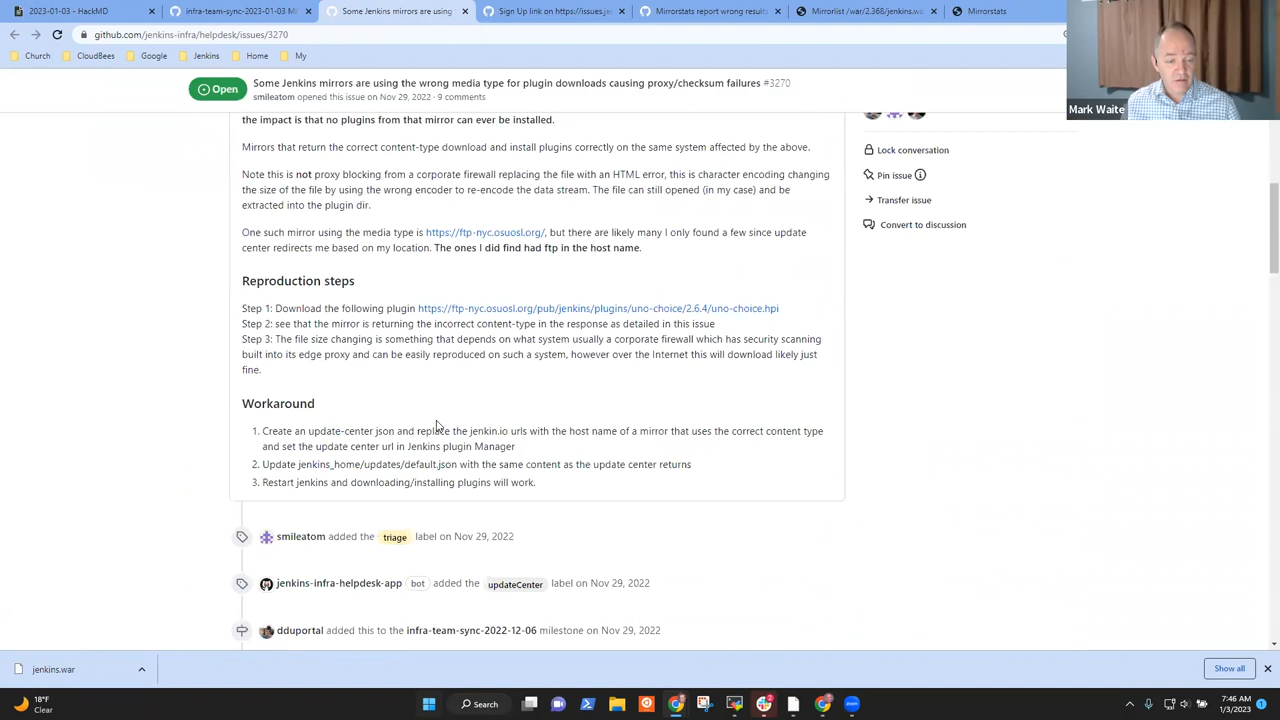 2023-01-03 - HackMD
infra-team-sync-2023-01-03 Mi
Some Jenkins mirrors are using
Sign Up link on https://issues.je
Mirrorstats report wrong results
Mirrorlist /war/2.368/jenkins.w
Mirrorstats
github.com/jenkins-infra/helpdesk/issues/3270
Church
CloudBees
Google
Jenkins
Home
My
Mark Waite
Open
Some Jenkins mirrors are using the wrong media type for plugin downloads causing proxy/checksum failures #3270
smileatom opened this issue on Nov 29, 2022 · 9 comments
the impact is that no plugins from that mirror can ever be installed.
Mirrors that return the correct content-type download and install plugins correctly on the same system affected by the above.
Note this is not proxy blocking from a corporate firewall replacing the file with an HTML error, this is character encoding changing
the size of the file by using the wrong encoder to re-encode the data stream. The file can still opened (in my case) and be
extracted into the plugin dir.
One such mirror using the media type is https://ftp-nyc.osuosl.org/, but there are likely many I only found a few since update
center redirects me based on my location. The ones I did find had ftp in the host name.
Reproduction steps
Step 1: Download the following plugin https://ftp-nyc.osuosl.org/pub/jenkins/plugins/uno-choice/2.6.4/uno-choice.hpi
Step 2: see that the mirror is returning the incorrect content-type in the response as detailed in this issue
Step 3: The file size changing is something that depends on what system usually a corporate firewall which has security scanning
built into its edge proxy and can be easily reproduced on such a system, however over the Internet this will download likely just
fine.
Workaround
1. Create an update-center json and replace the jenkin.io urls with the host name of a mirror that uses the correct content type
and set the update center url in Jenkins plugin Manager
2. Update jenkins_home/updates/default.json with the same content as the update center returns
3. Restart jenkins and downloading/installing plugins will work.
smileatom added the triage label on Nov 29, 2022
jenkins-infra-helpdesk-app bot added the updateCenter label on Nov 29, 2022
dduportal added this to the infra-team-sync-2022-12-06 milestone on Nov 29, 2022
Lock conversation
Pin issue
Transfer issue
Convert to discussion
jenkins.war
Show all
18°F
Clear
Search
7:46 AM
1/3/2023